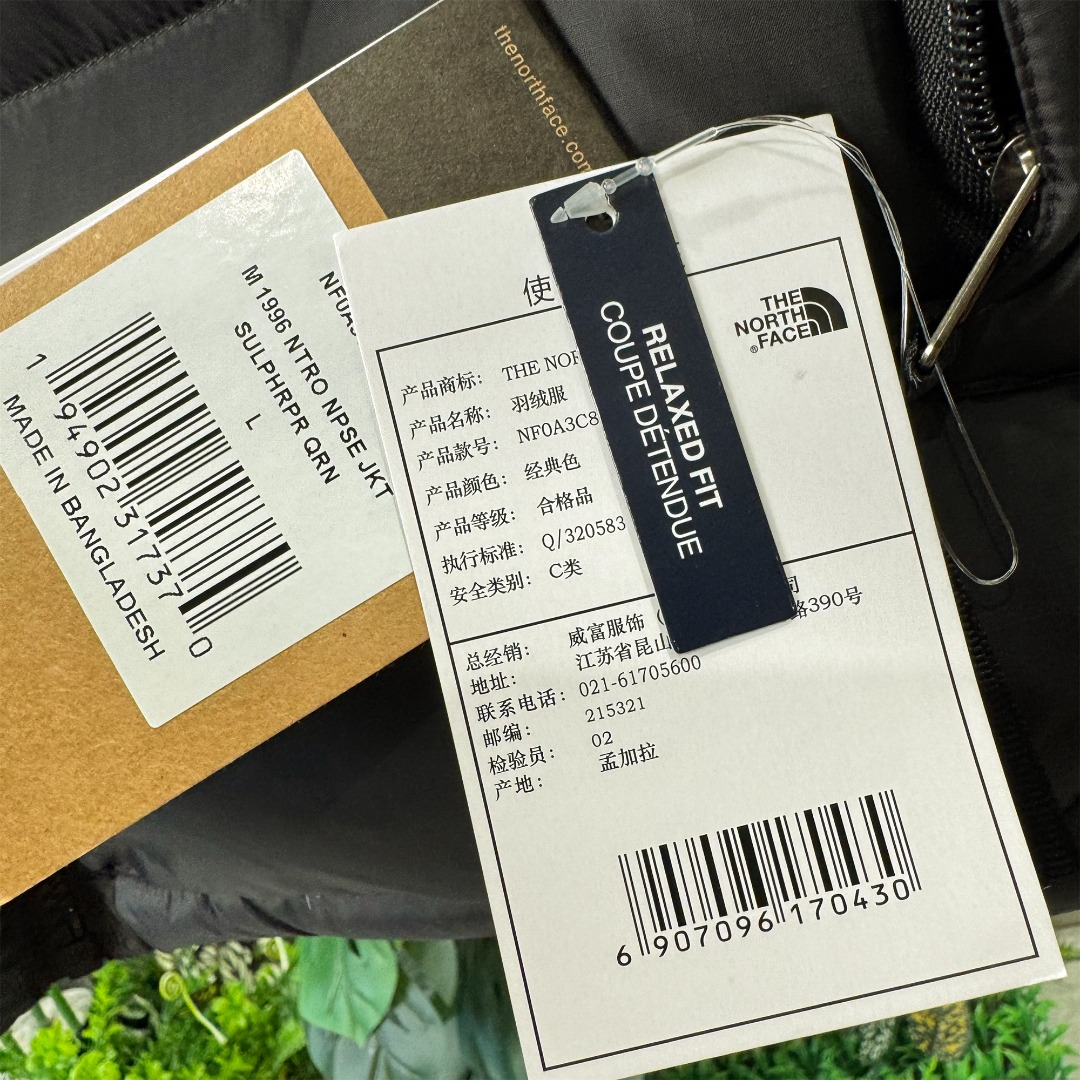 thenorthface.com
M 1996 NTRO NPSE JKT
SULPHRPR QRN
L
1 94902 31737 0
MADE IN BANGLADESH
RELAXED FIT
COUPE DÉTENDUE
使
THE
NORTH
FACE®
产品商标: THE
产品名称: 羽绒服
产品款号: NF0A3C8
产品颜色: 经典色
产品等级: 合格品
执行标准: Q/320583
安全类别: C类
总经销: 威富服饰 司
地址: 江苏省昆山 路390号
联系电话: 021-61705600
邮编: 215321
检验员: 02
产地: 孟加拉
6 907096 170430